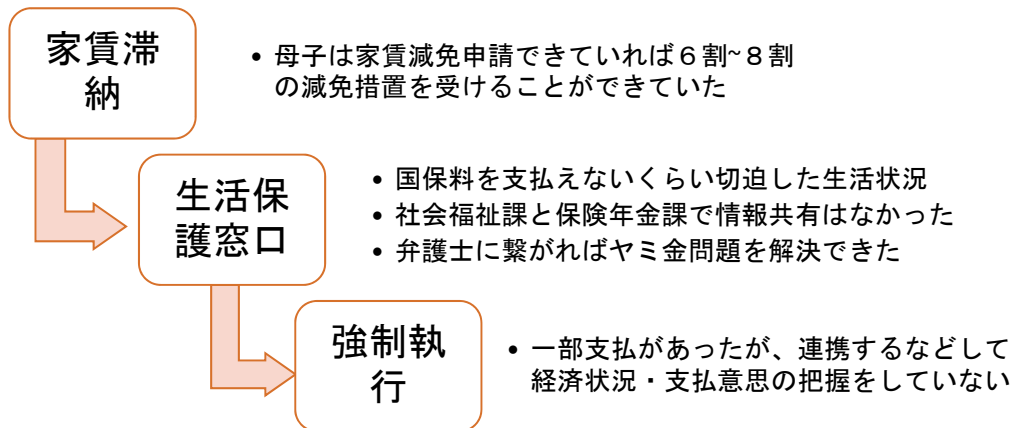 家賃滞
納
• 母子は家賃減免申請できていれば６割~８割
の減免措置を受けることができていた
生活保
護窓口
• 国保料を支払えないくらい切迫した生活状況
• 社会福祉課と保険年金課で情報共有はなかった
• 弁護士に繋がればヤミ金問題を解決できた
強制執
行
• 一部支払があったが、連携するなどして
経済状況・支払意思の把握をしていない